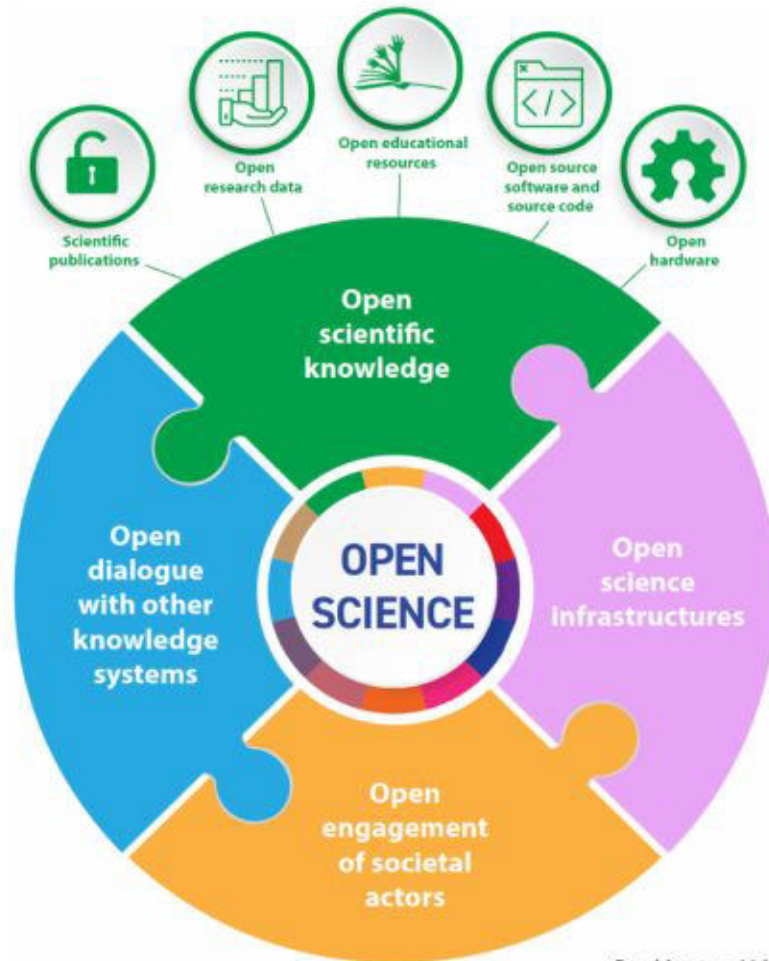 Open educational
resources
Open
research data
Open source
software and
source code
</>
Scientific
publications
Open
hardware
Open
scientific
knowledge
Open
dialogue
with other
knowledge
systems
OPEN
SCIENCE
Open
science
infrastructures
Open
engagement
of societal
actors